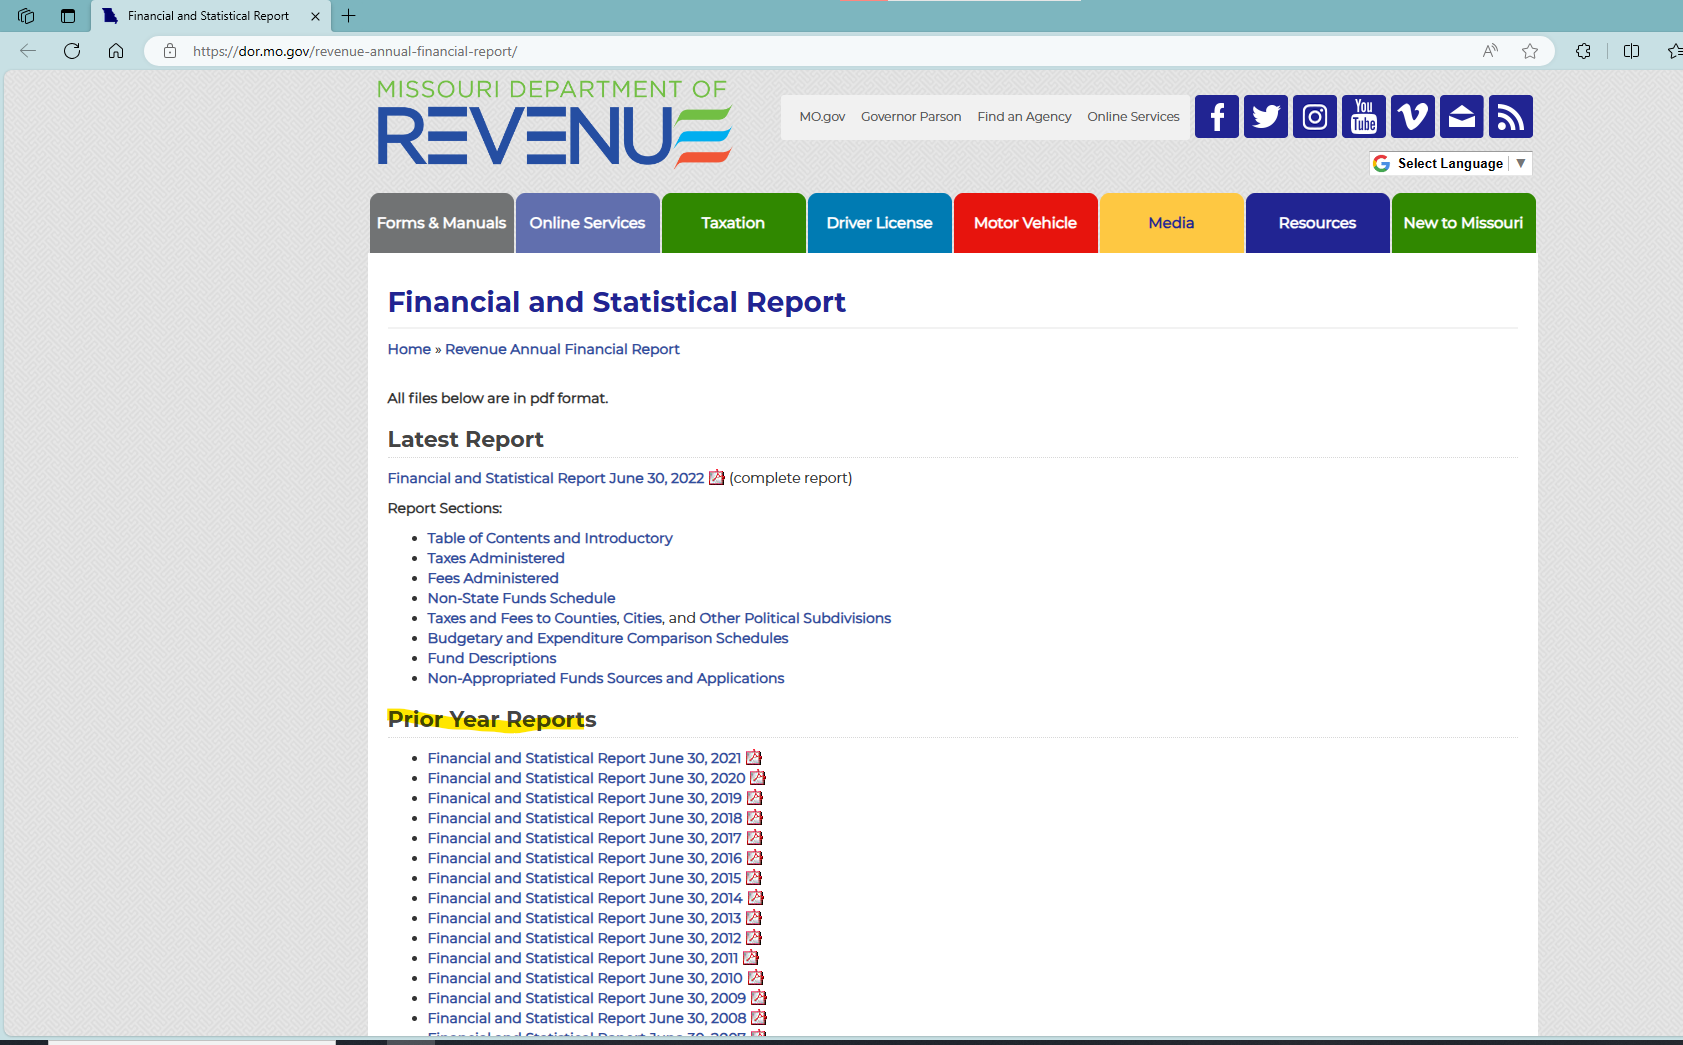 Financial and Statistical Report
https://dor.mo.gov/revenue-annual-financial-report/
MISSOURI DEPARTMENT OF
REVENUE
MO.gov Governor Parson Find an Agency Online Services
You
Tube
Select Language
Forms & Manuals Online Services Taxation Driver License Motor Vehicle Media Resources New to Missouri
Financial and Statistical Report
Home » Revenue Annual Financial Report
All files below are in pdf format.
Latest Report
Financial and Statistical Report June 30, 2022 (complete report)
Report Sections:
Table of Contents and Introductory
Taxes Administered
Fees Administered
Non-State Funds Schedule
Taxes and Fees to Counties, Cities, and Other Political Subdivisions
Budgetary and Expenditure Comparison Schedules
Fund Descriptions
Non-Appropriated Funds Sources and Applications
Prior Year Reports
Financial and Statistical Report June 30, 2021
Financial and Statistical Report June 30, 2020
Finanical and Statistical Report June 30, 2019
Financial and Statistical Report June 30, 2018
Financial and Statistical Report June 30, 2017
Financial and Statistical Report June 30, 2016
Financial and Statistical Report June 30, 2015
Financial and Statistical Report June 30, 2014
Financial and Statistical Report June 30, 2013
Financial and Statistical Report June 30, 2012
Financial and Statistical Report June 30, 2011
Financial and Statistical Report June 30, 2010
Financial and Statistical Report June 30, 2009
Financial and Statistical Report June 30, 2008
Financial and Statistical Report June 30, 2007